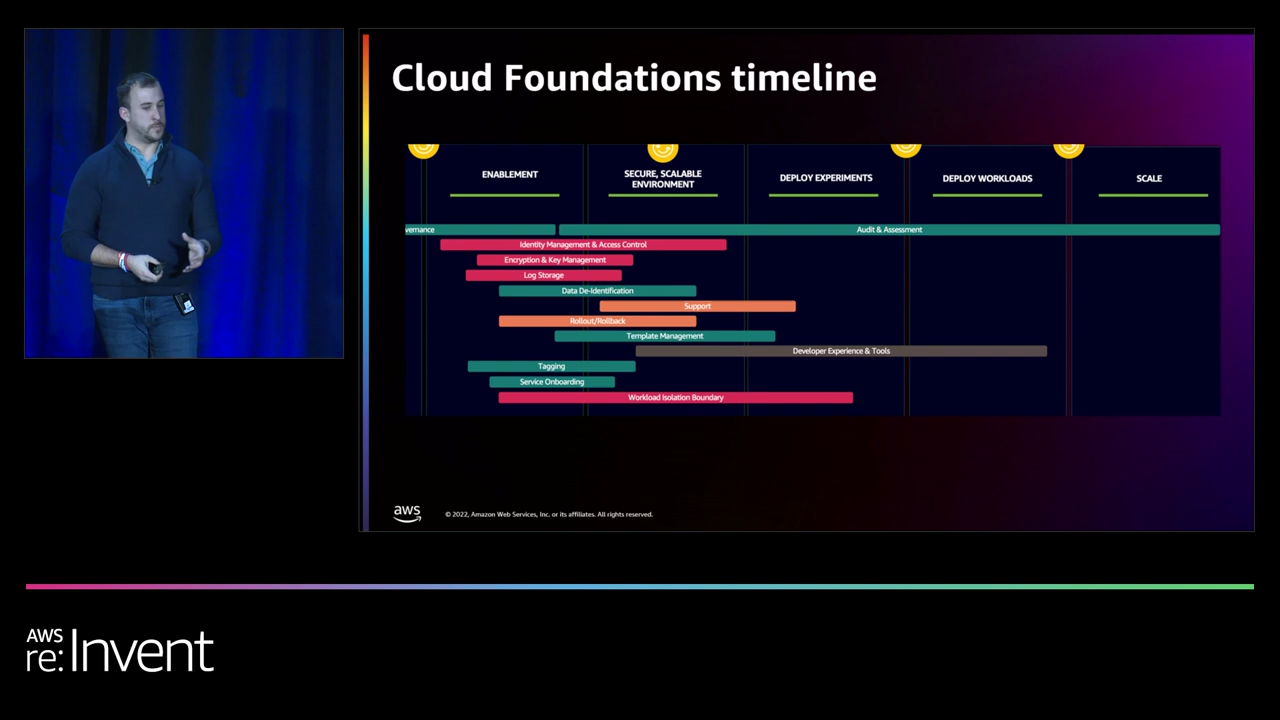 Cloud Foundations timeline
ENABLEMENT
SECURE, SCALABLE
ENVIRONMENT
DEPLOY EXPERIMENTS
DEPLOY WORKLOADS
SCALE
vernance
Audit & Assessment
Identity Management & Access Control
Encryption & Key Management
Log Storage
Data De-Identification
Support
Rollout/Rollback
Template Management
Developer Experience & Tools
Tagging
Service Onboarding
Workload Isolation Boundary
aws
© 2022, Amazon Web Services, Inc. or its affiliates. All rights reserved.
AWS
re:Invent